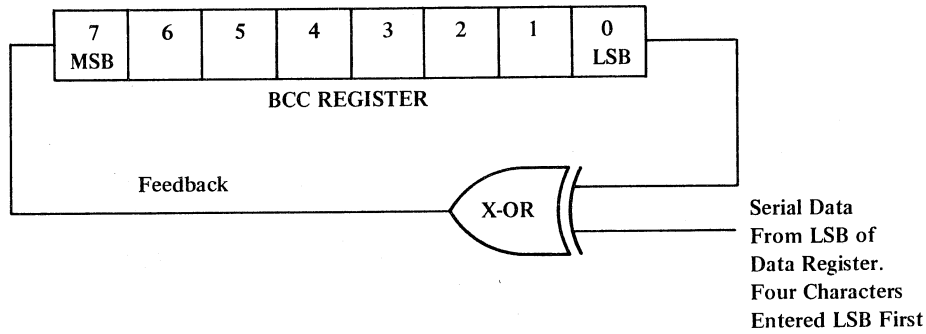 7 6 5 4 3 2 1 0
MSB LSB
BCC REGISTER
Feedback
X-OR
Serial Data
From LSB of
Data Register.
Four Characters
Entered LSB First